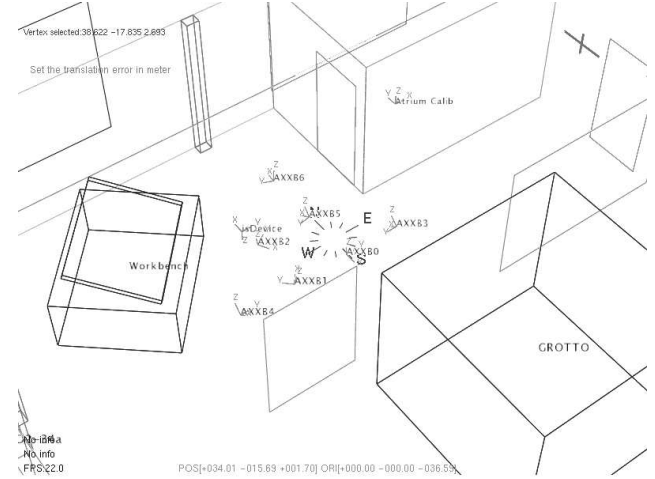 Vertex selected:38.622 -17.835 2.693
Set the translation error in meter
Y Z X
Atrium Calib
AXXB6
N
AXXB5
E
AXXB3
AXXB2
W
AXXB0
S
Workbench
AXXB1
AXXB4
GROTTO
No info
FPS:22.0
POS[+034.01 -015.69 +001.70] ORI[+000.00 -000.00 -036.59]